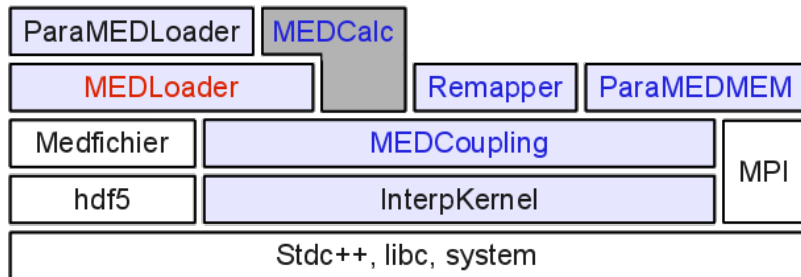 ParaMEDLoader
MEDCalc
MEDLoader
Remapper
ParaMEDMEM
Medfichier
MEDCoupling
MPI
hdf5
InterpKernel
Stdc++, libc, system